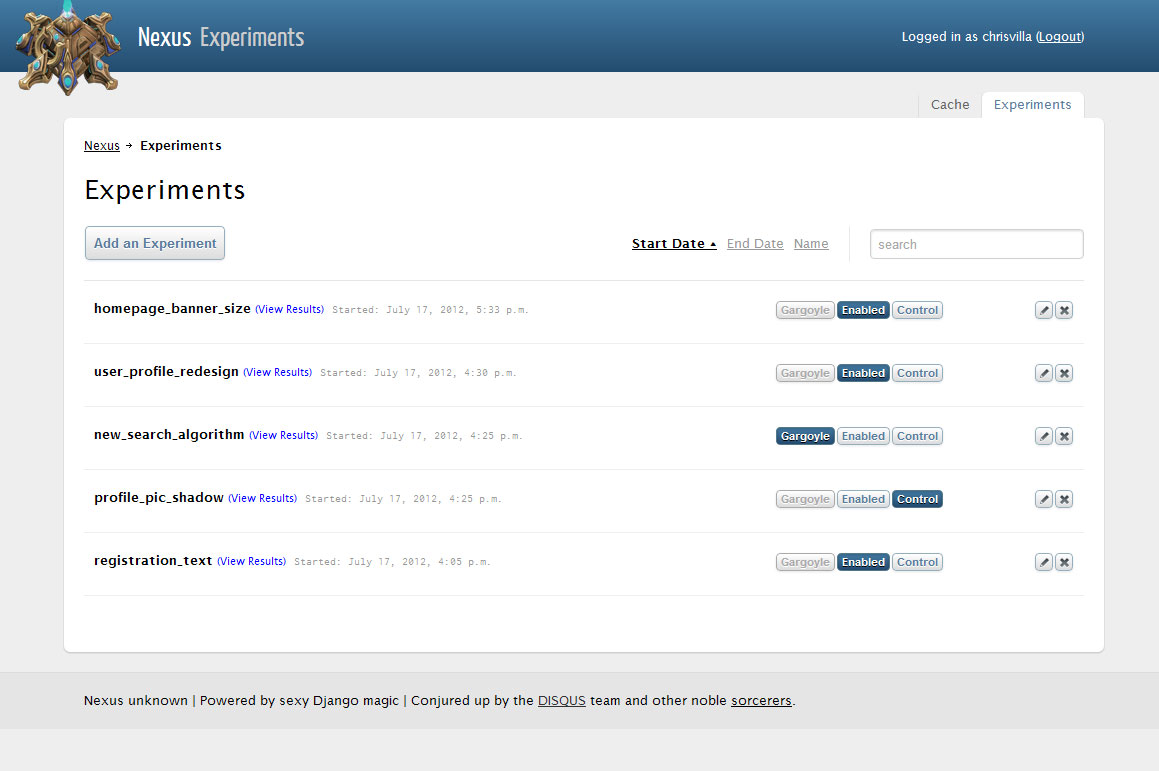 Nexus Experiments
Logged in as chrisvilla (Logout)
Cache Experiments
Nexus → Experiments
Experiments
Add an Experiment Start Date ▲ End Date Name search
homepage_banner_size (View Results) Started: July 17, 2012, 5:33 p.m. Gargoyle Enabled Control
user_profile_redesign (View Results) Started: July 17, 2012, 4:30 p.m. Gargoyle Enabled Control
new_search_algorithm (View Results) Started: July 17, 2012, 4:25 p.m. Gargoyle Enabled Control
profile_pic_shadow (View Results) Started: July 17, 2012, 4:25 p.m. Gargoyle Enabled Control
registration_text (View Results) Started: July 17, 2012, 4:05 p.m. Gargoyle Enabled Control
Nexus unknown | Powered by sexy Django magic | Conjured up by the DISQUS team and other noble sorcerers.